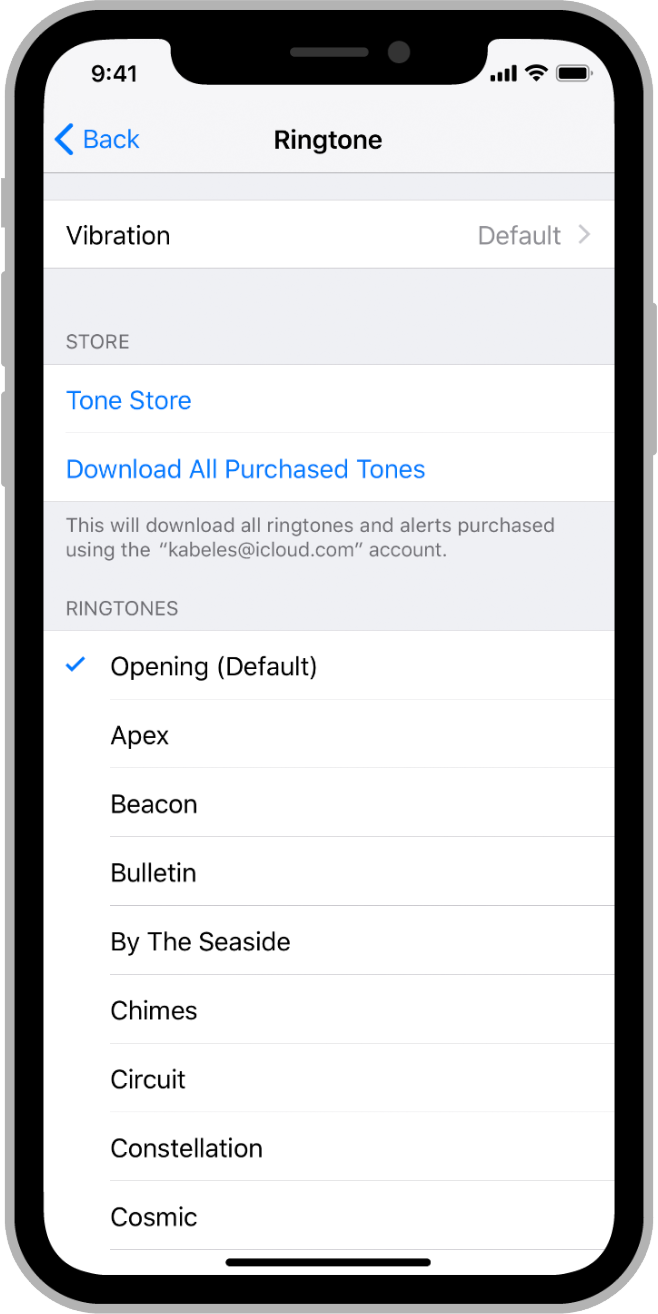 9:41
Back
Ringtone
Vibration Default
STORE
Tone Store
Download All Purchased Tones
This will download all ringtones and alerts purchased
using the “kabeles@icloud.com” account.
RINGTONES
Opening (Default)
Apex
Beacon
Bulletin
By The Seaside
Chimes
Circuit
Constellation
Cosmic